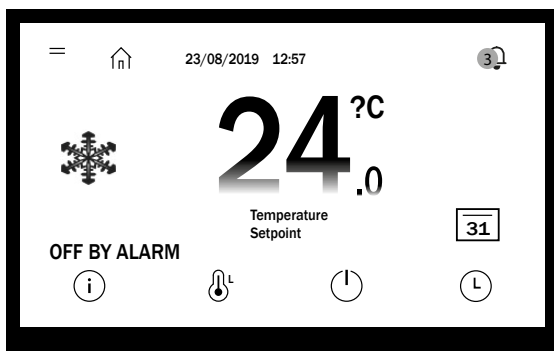 23/08/2019 12:57
3
24.0 ?C
Temperature
Setpoint
31
OFF BY ALARM
i
L
L